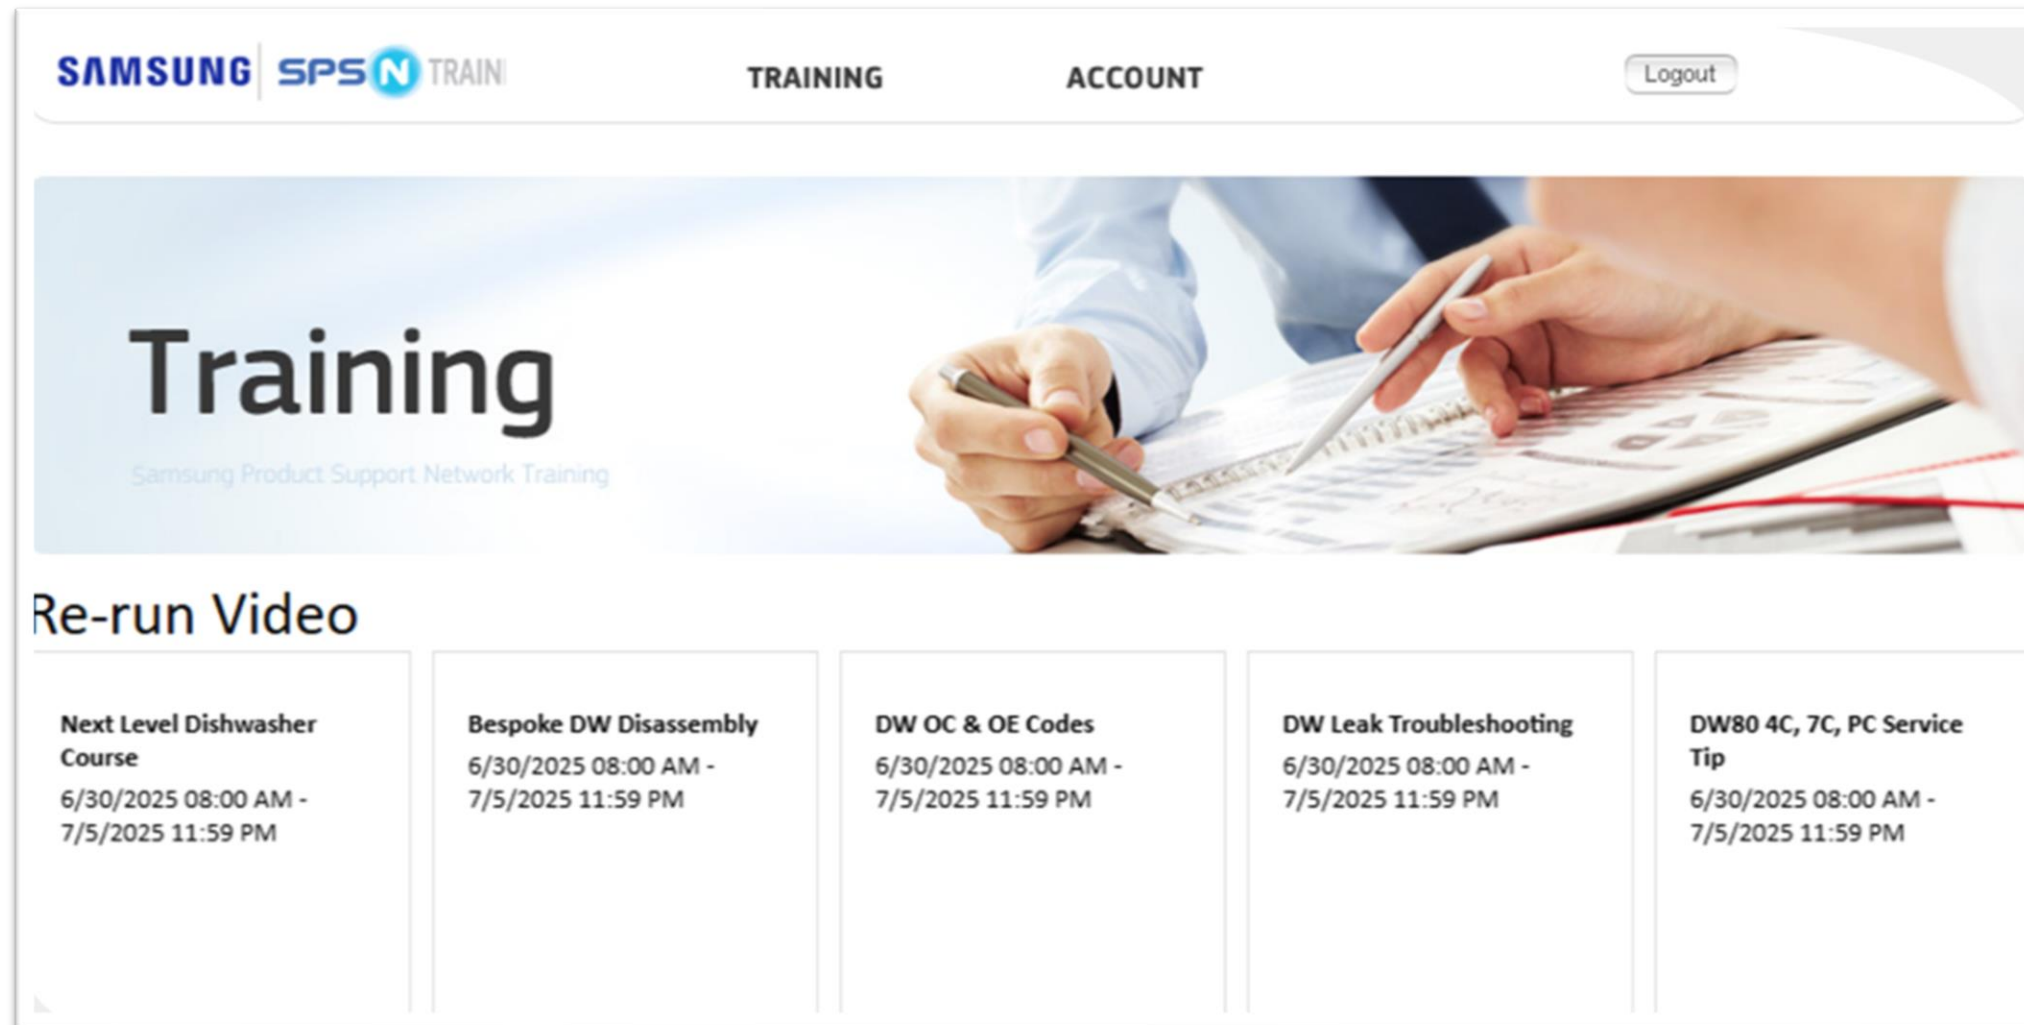 SAMSUNG SPSN TRAIN
TRAINING
ACCOUNT
Logout
Training
Samsung Product Support Network Training
Re-run Video
Next Level Dishwasher
Course
6/30/2025 08:00 AM -
7/5/2025 11:59 PM
Bespoke DW Disassembly
6/30/2025 08:00 AM -
7/5/2025 11:59 PM
DW OC & OE Codes
6/30/2025 08:00 AM -
7/5/2025 11:59 PM
DW Leak Troubleshooting
6/30/2025 08:00 AM -
7/5/2025 11:59 PM
DW80 4C, 7C, PC Service
Tip
6/30/2025 08:00 AM -
7/5/2025 11:59 PM